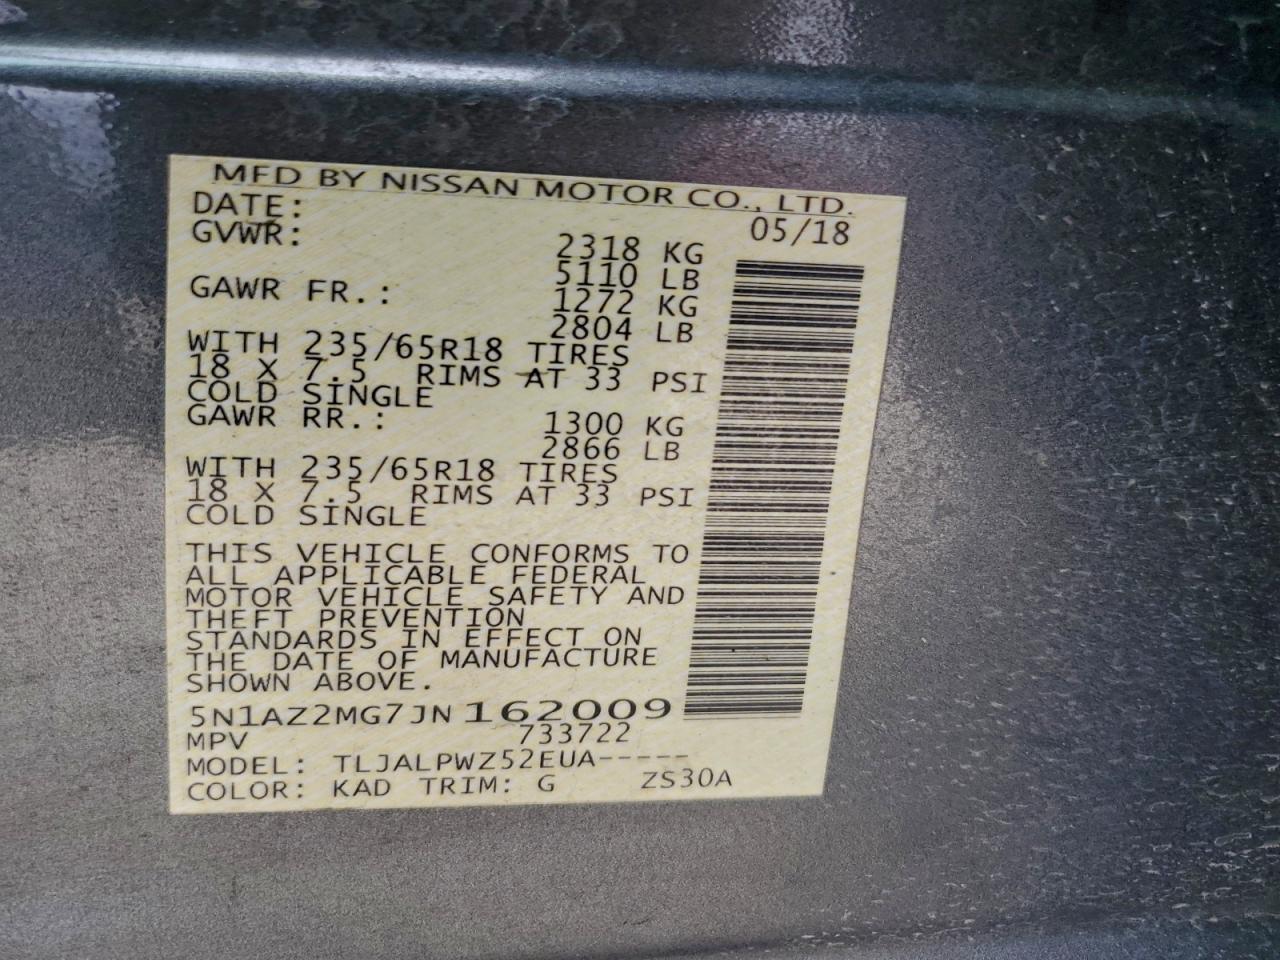 MFD BY NISSAN MOTOR CO., LTD.
DATE: 05/18
GVWR: 2318 KG
5110 LB
GAWR FR.: 1272 KG
2804 LB
WITH 235/65R18 TIRES
18 X 7.5 RIMS AT 33 PSI
COLD SINGLE
GAWR RR.: 1300 KG
2866 LB
WITH 235/65R18 TIRES
18 X 7.5 RIMS AT 33 PSI
COLD SINGLE
THIS VEHICLE CONFORMS TO
ALL APPLICABLE FEDERAL
MOTOR VEHICLE SAFETY AND
THEFT PREVENTION
STANDARDS IN EFFECT ON
THE DATE OF MANUFACTURE
SHOWN ABOVE.
5N1AZ2MG7JN162009
MPV 733722
MODEL: TLJALPWZ52EUA-----
COLOR: KAD TRIM: G ZS30A